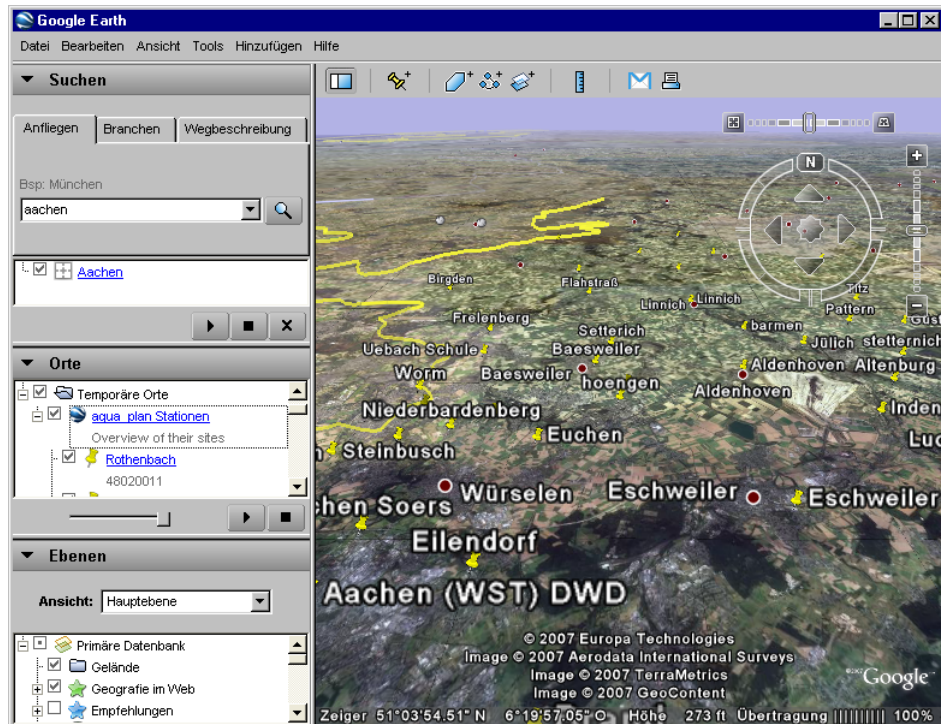 Google Earth
Datei Bearbeiten Ansicht Tools Hinzufügen Hilfe
Suchen
Anfliegen Branchen Wegbeschreibung
Bsp: München
aachen
Aachen
Orte
Temporäre Orte
aqua_plan Stationen
Overview of their sites
Rothenbach
48020011
Ebenen
Ansicht: Hauptebene
Primäre Datenbank
Gelände
Geografie im Web
Empfehlungen
N
Birgden
Flahstraß
Titz
Linnich Linnich
Pattern
Frelenberg
Setterich
barmen
Uebach Schule
Baesweiler
Jülich stetternich
Worm
Baesweiler
hoengen
Aldenhoven Altenburg
Aldenhoven
Niederbardenberg
Inden
Euchen
Steinbusch
Würselen
Eschweiler
Eschweiler
chen Soers
Eilendorf
Aachen (WST) DWD
© 2007 Europa Technologies
Image © 2007 Aerodata International Surveys
Image © 2007 TerraMetrics
Image © 2007 GeoContent
©2007 Google
Zeiger 51°03'54.51" N 6°19'57.05" O Höhe 273 ft Übertragung 100%